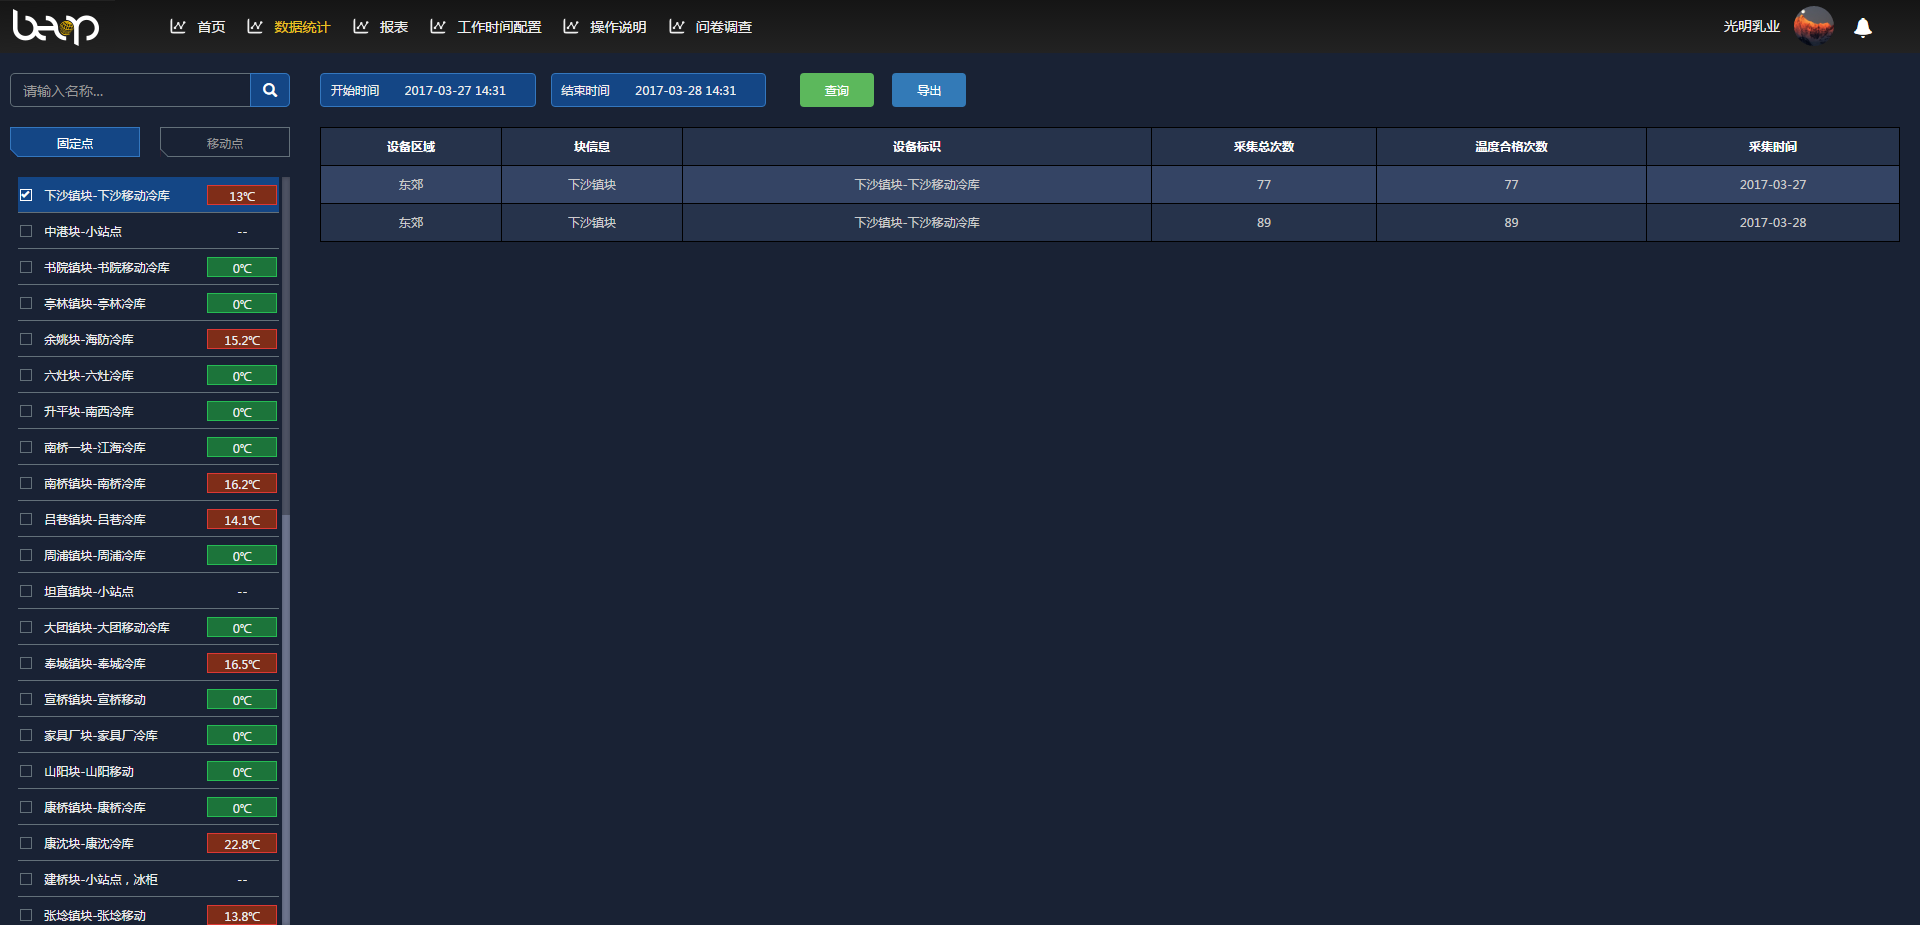 beop 首页 数据统计 报表 工作时间配置 操作说明 问卷调查 光明乳业
请输入名称...
开始时间 2017-03-27 14:31 结束时间 2017-03-28 14:31 查询 导出
固定点 移动点
设备区域 块信息 设备标识 采集总次数 温度合格次数 采集时间
东郊 下沙镇块 下沙镇块-下沙移动冷库 77 77 2017-03-27
东郊 下沙镇块 下沙镇块-下沙移动冷库 89 89 2017-03-28
下沙镇块-下沙移动冷库 13℃
中港块-小站点 --
书院镇块-书院移动冷库 0℃
亭林镇块-亭林冷库 0℃
余姚块-海防冷库 15.2℃
六灶块-六灶冷库 0℃
升平块-南西冷库 0℃
南桥一块-江海冷库 0℃
南桥镇块-南桥冷库 16.2℃
吕巷镇块-吕巷冷库 14.1℃
周浦镇块-周浦冷库 0℃
坦直镇块-小站点 --
大团镇块-大团移动冷库 0℃
奉城镇块-奉城冷库 16.5℃
宣桥镇块-宣桥移动 0℃
家具厂块-家具厂冷库 0℃
山阳块-山阳移动 0℃
康桥镇块-康桥冷库 0℃
康沈块-康沈冷库 22.8℃
建桥块-小站点，冰柜 --
张埝镇块-张埝移动 13.8℃